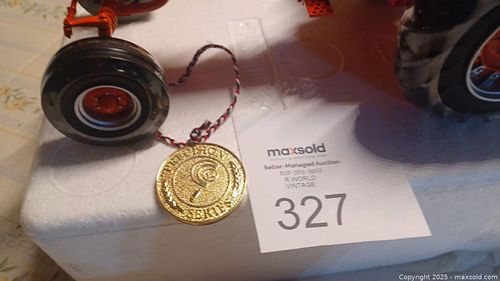 maxsold
Seller-Managed Auction
R WORLD
VINTAGE
327
SERIES
Copyright © 2025 - maxsold.com